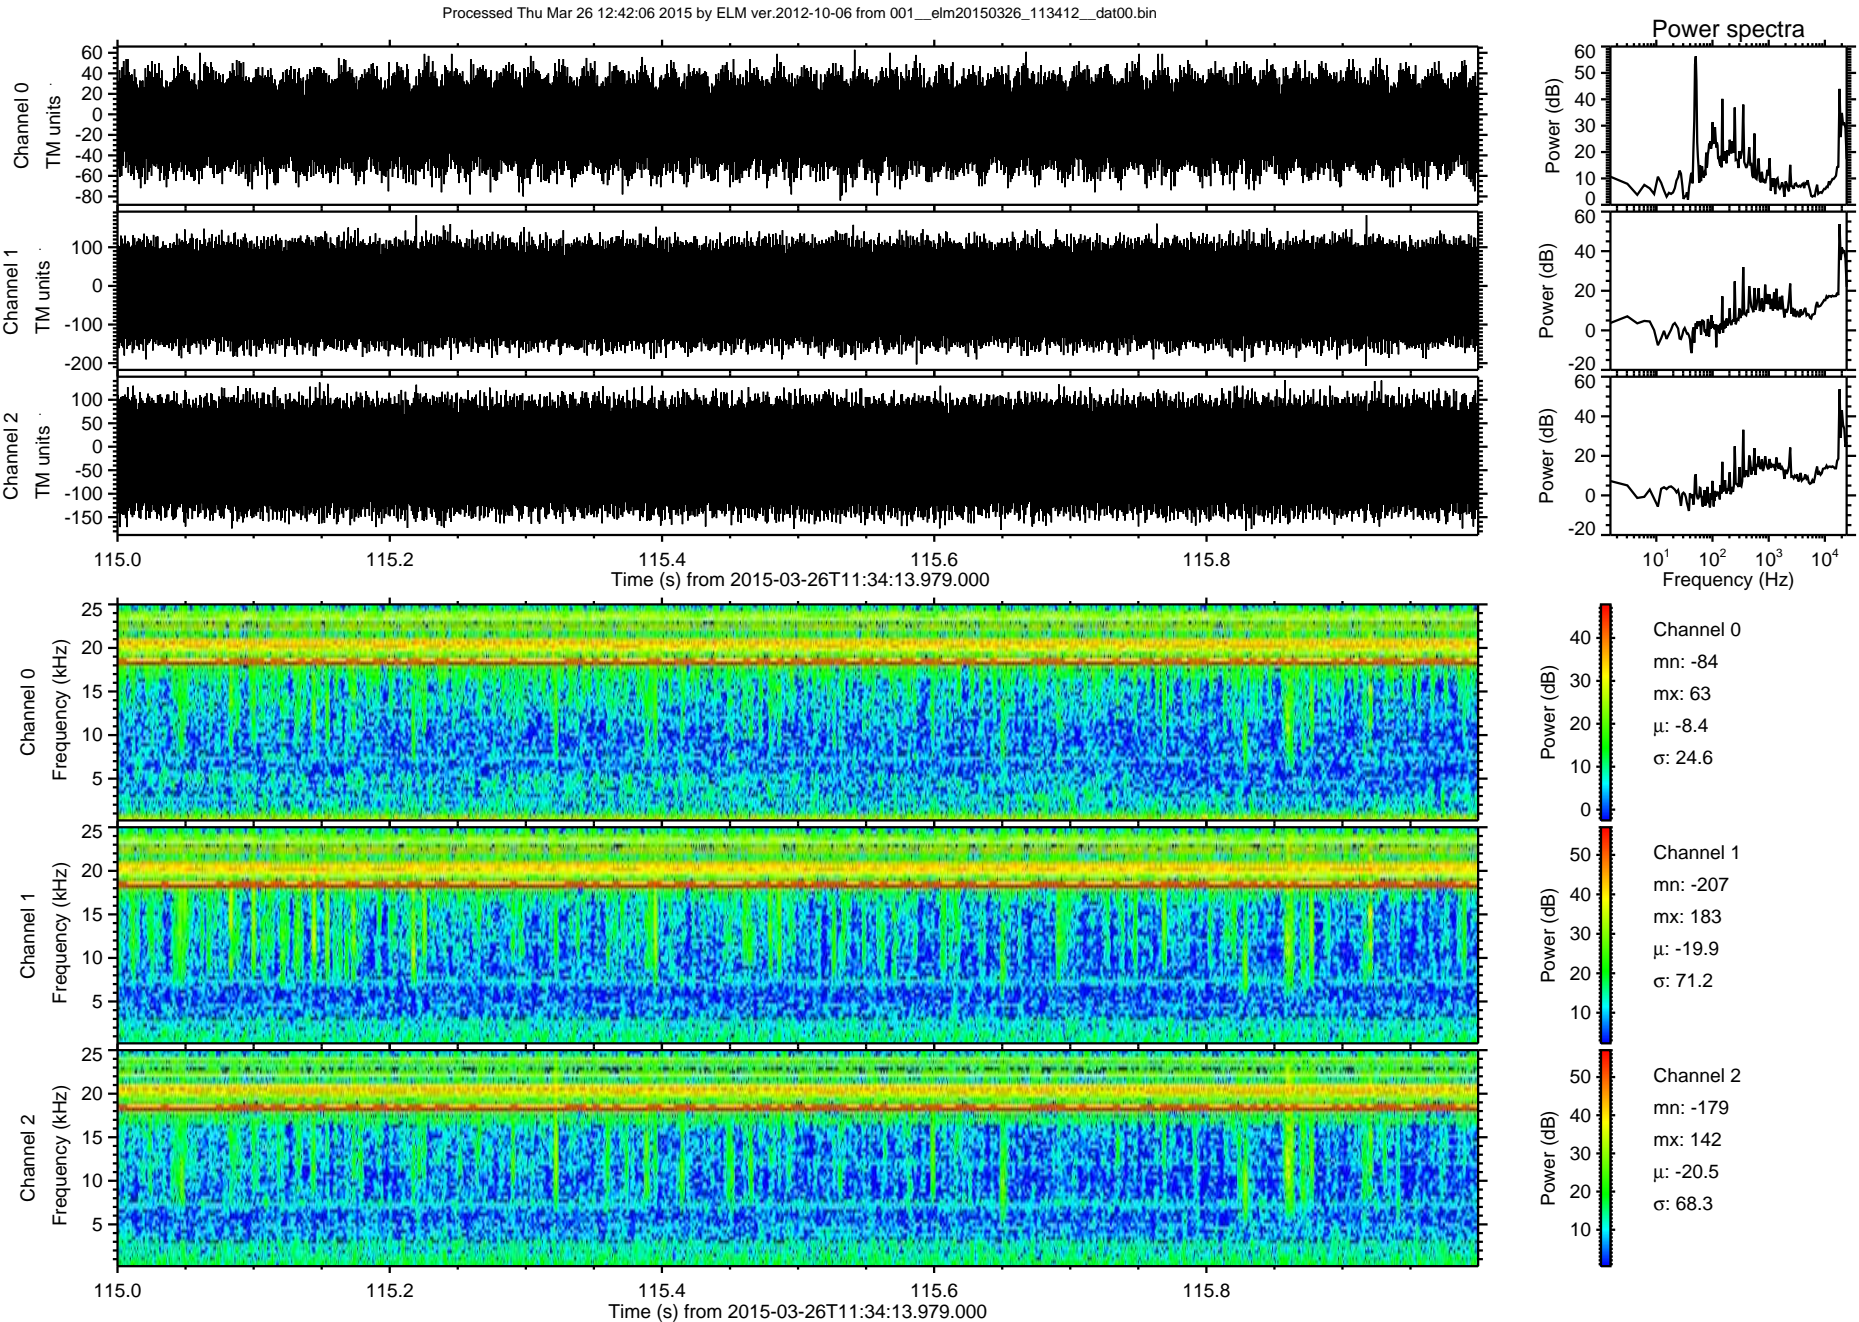 Processed Thu Mar 26 12:42:06 2015 by ELM ver.2012-10-06 from 001__elm20150326_113412__dat00.bin
Power spectra
Channel 0
TM units
60
40
20
0
-20
-40
-60
-80
Power (dB)
60
50
40
30
20
10
0
Channel 1
TM units
100
0
-100
-200
Power (dB)
60
40
20
0
-20
Channel 2
TM units
100
50
0
-50
-100
-150
Power (dB)
60
40
20
0
-20
115.0 115.2 115.4 115.6 115.8
Time (s) from 2015-03-26T11:34:13.979.000
10¹ 10² 10³ 10⁴
Frequency (Hz)
Channel 0
Frequency (kHz)
25
20
15
10
5
Power (dB)
40
30
20
10
0
Channel 0
mn: -84
mx: 63
μ: -8.4
σ: 24.6
Channel 1
Frequency (kHz)
25
20
15
10
5
Power (dB)
50
40
30
20
10
Channel 1
mn: -207
mx: 183
μ: -19.9
σ: 71.2
Channel 2
Frequency (kHz)
25
20
15
10
5
Power (dB)
50
40
30
20
10
Channel 2
mn: -179
mx: 142
μ: -20.5
σ: 68.3
115.0 115.2 115.4 115.6 115.8
Time (s) from 2015-03-26T11:34:13.979.000